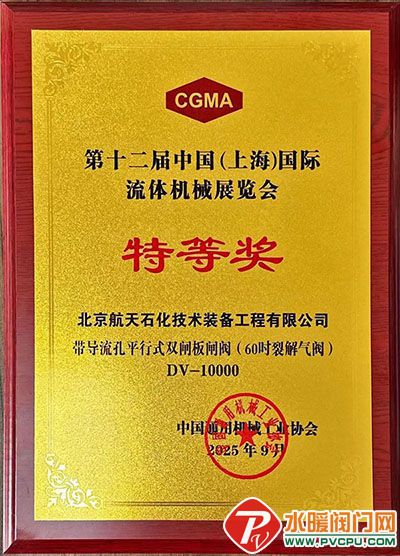 CGMA
第十二届中国(上海)国际
流体机械展览会
特等奖
北京航天石化技术装备工程有限公司
带导流孔平行式双闸板闸阀(60吋裂解气阀)
DV-10000
中国通用机械工业协会
2025年9月
水暖阀门网
WWW.PVCPU.COM